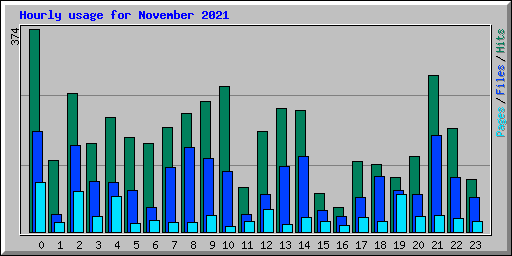 Hourly usage for November 2021
374
Pages/Files/Hits
0 1 2 3 4 5 6 7 8 9 10 11 12 13 14 15 16 17 18 19 20 21 22 23